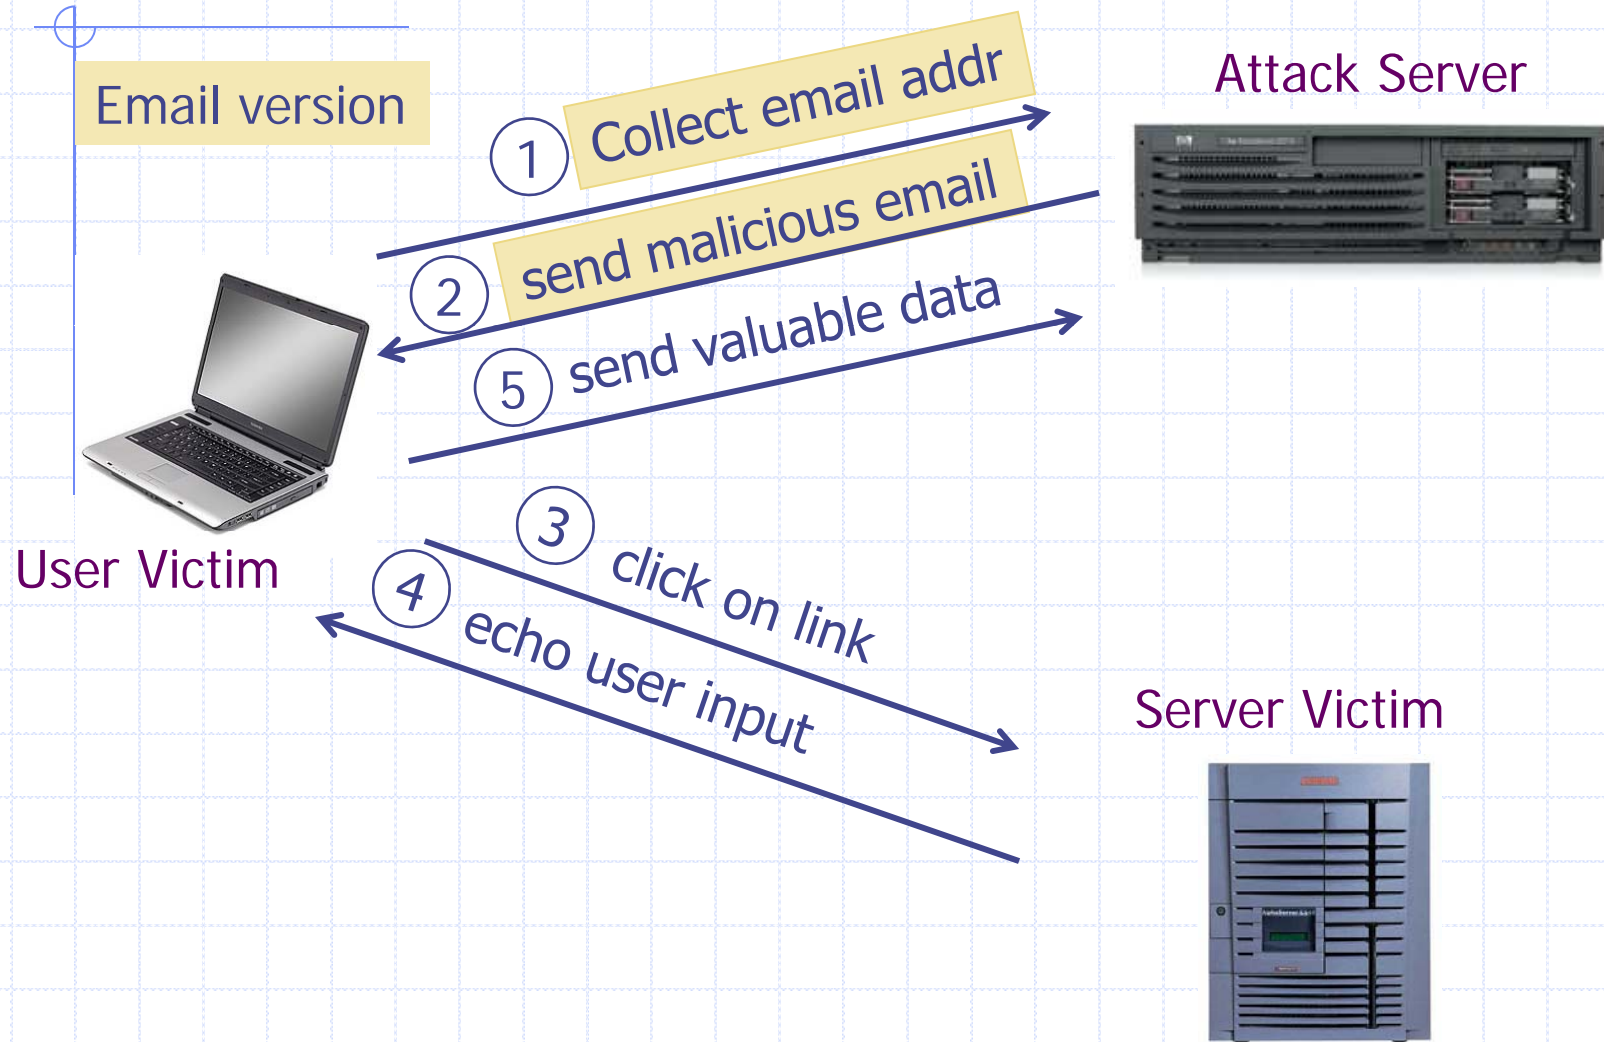 Email version
Attack Server
1 Collect email addr
2 send malicious email
5 send valuable data
User Victim
3 click on link
4 echo user input
Server Victim